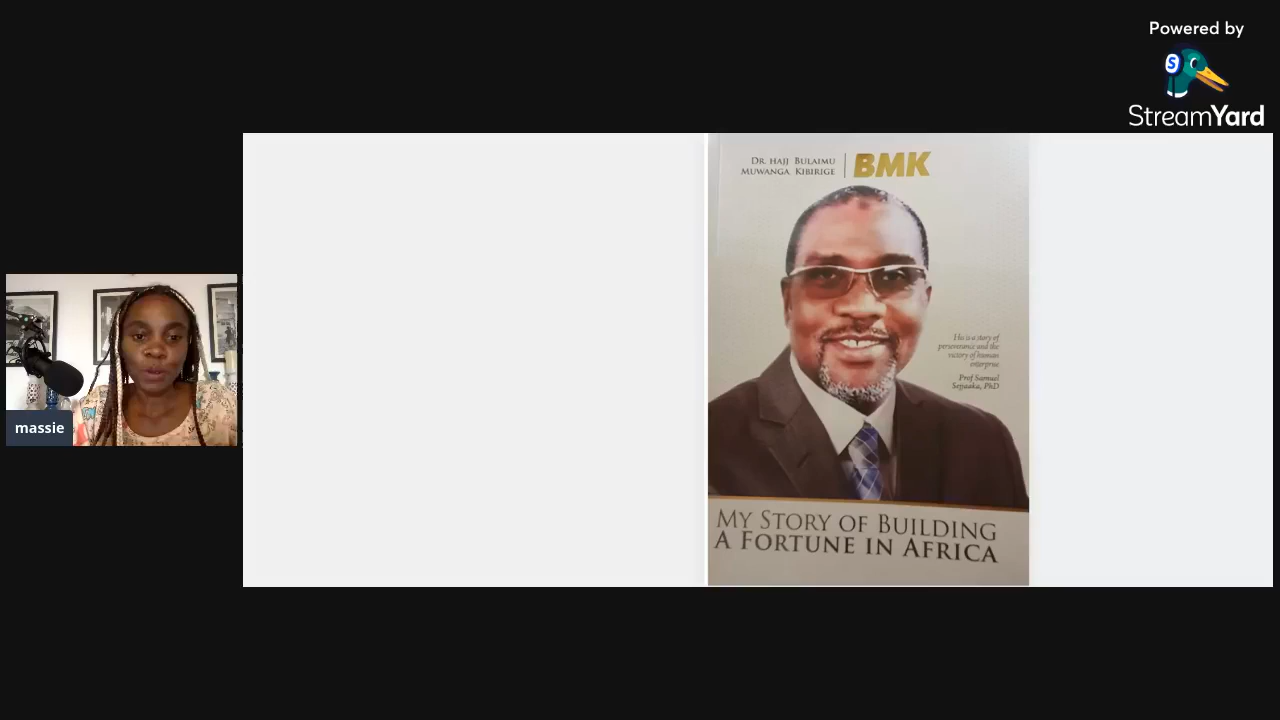 Powered by
S
StreamYard
DR. HAJJ BULAIMU
MUWANGA KIBIRIGE
BMK
He is a story of
perseverance and the
victory of human
enterprise
Prof Samuel
Sejjaaka, PhD
MY STORY OF BUILDING
A FORTUNE IN AFRICA
massie